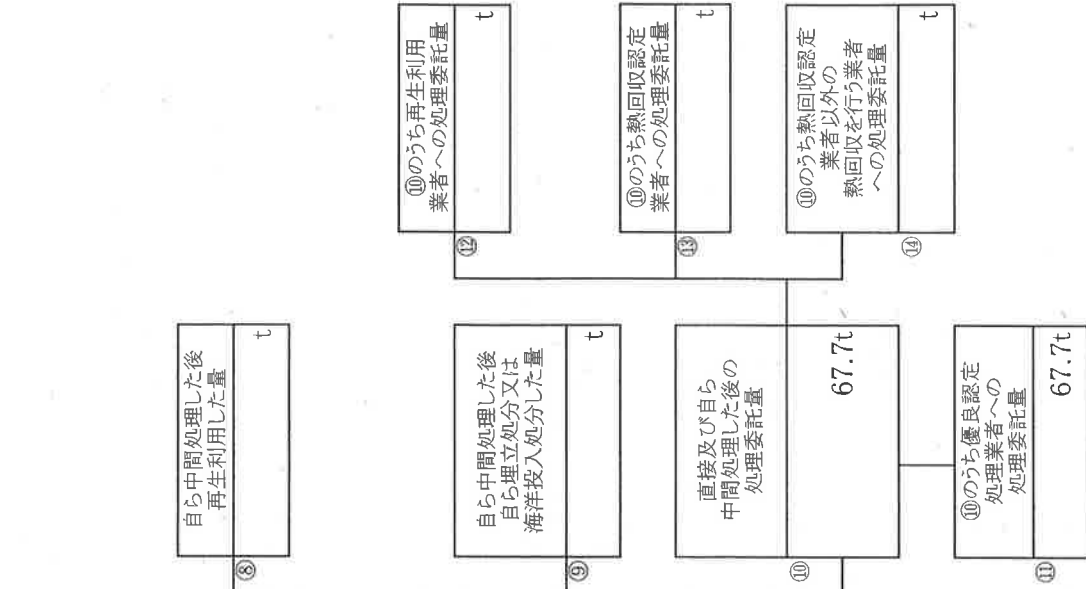 ⑧
自ら中間処理した後
再生利用した量
t
⑨
自ら中間処理した後
自ら埋立処分又は
海洋投入処分した量
t
⑩
直接及び自ら
中間処理した後の
処理委託量
67.7t
⑪
⑩のうち優良認定
処理業者への
処理委託量
67.7t
⑫
⑩のうち再生利用
業者への処理委託量
t
⑬
⑩のうち熱回収認定
業者への処理委託量
t
⑭
⑩のうち熱回収認定
業者以外の
熱回収を行う業者
への処理委託量
t